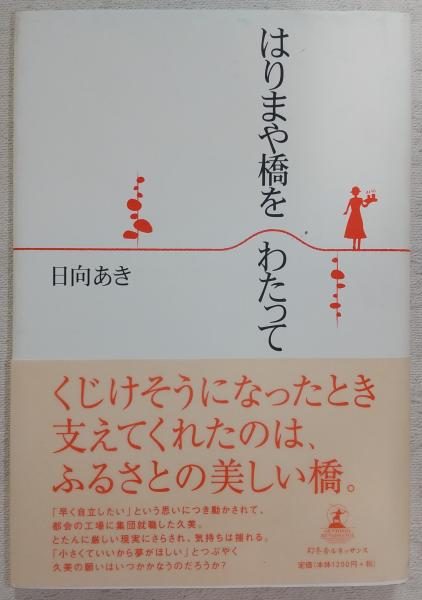 はりまや橋を
わたって
日向あき
くじけそうになったとき
支えてくれたのは、
ふるさとの美しい橋。
「早く自立したい」という思いにつき動かされて、
都会の工場に集団就職した久美。
とたんに厳しい現実にさらされ、気持ちは揺れる。
「小さくていいから夢がほしい」とつぶやく
久美の願いはいつかかなうのだろうか?
幻冬舎ルネッサンス
定価(本体1200円+税)